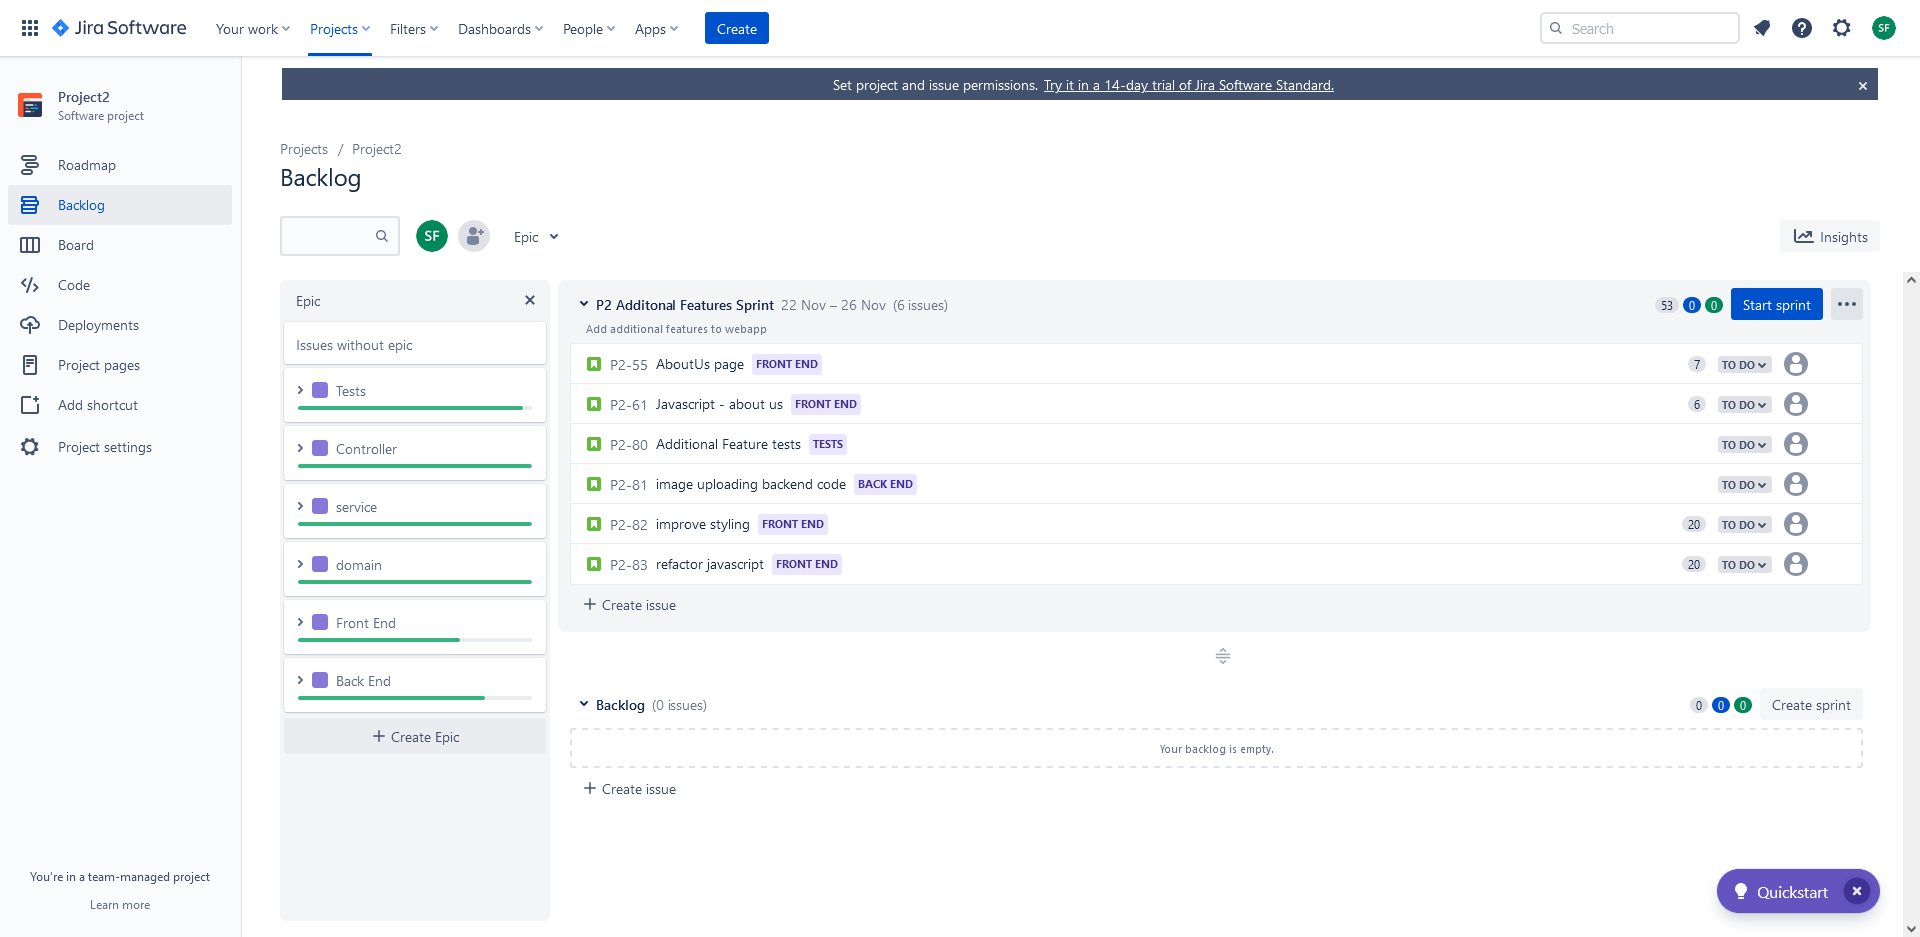 Jira Software
Your work
Projects
Filters
Dashboards
People
Apps
Create
Search
SF
Project2
Software project
Set project and issue permissions. Try it in a 14-day trial of Jira Software Standard.
Roadmap
Backlog
Board
Code
Deployments
Project pages
Add shortcut
Project settings
You're in a team-managed project
Learn more
Projects / Project2
Backlog
SF
Epic
Insights
Epic
Issues without epic
Tests
Controller
service
domain
Front End
Back End
Create Epic
P2 Additonal Features Sprint 22 Nov – 26 Nov (6 issues)
53 0 0 Start sprint
Add additional features to webapp
P2-55 AboutUs page FRONT END 7 TO DO
P2-61 Javascript - about us FRONT END 6 TO DO
P2-80 Additional Feature tests TESTS TO DO
P2-81 image uploading backend code BACK END TO DO
P2-82 improve styling FRONT END 20 TO DO
P2-83 refactor javascript FRONT END 20 TO DO
Create issue
Backlog (0 issues) 0 0 0 Create sprint
Your backlog is empty.
Create issue
Quickstart